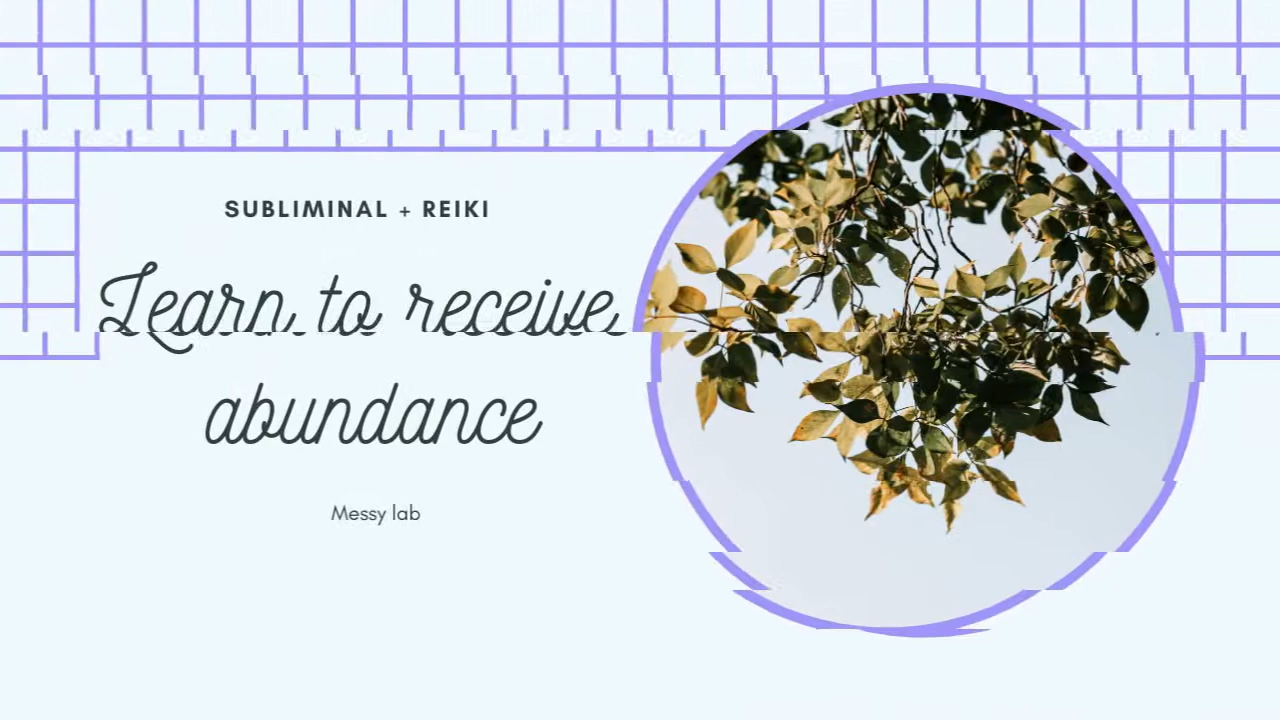 SUBLIMINAL + REIKI
Learn to receive
abundance
Messy lab